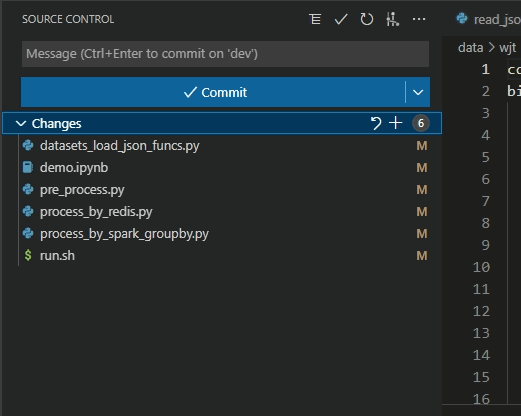 SOURCE CONTROL
Message (Ctrl+Enter to commit on 'dev')
Commit
Changes 6
datasets_load_json_funcs.py M
demo.ipynb M
pre_process.py M
process_by_redis.py M
process_by_spark_groupby.py M
$ run.sh M
read_jso
data > wjt
1 co
2 bi
3
4
5
6
7
8
9
10
11
12
13
14
15
16